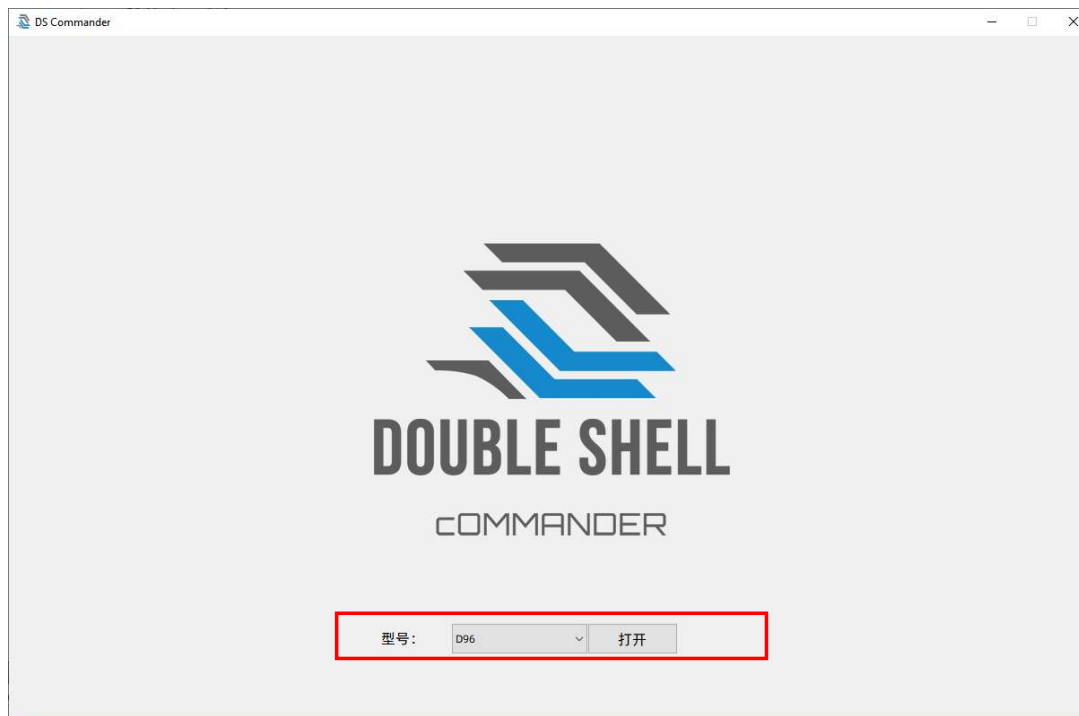 DS Commander
DOUBLE SHELL
cOMMANDER
型号： D96 打开